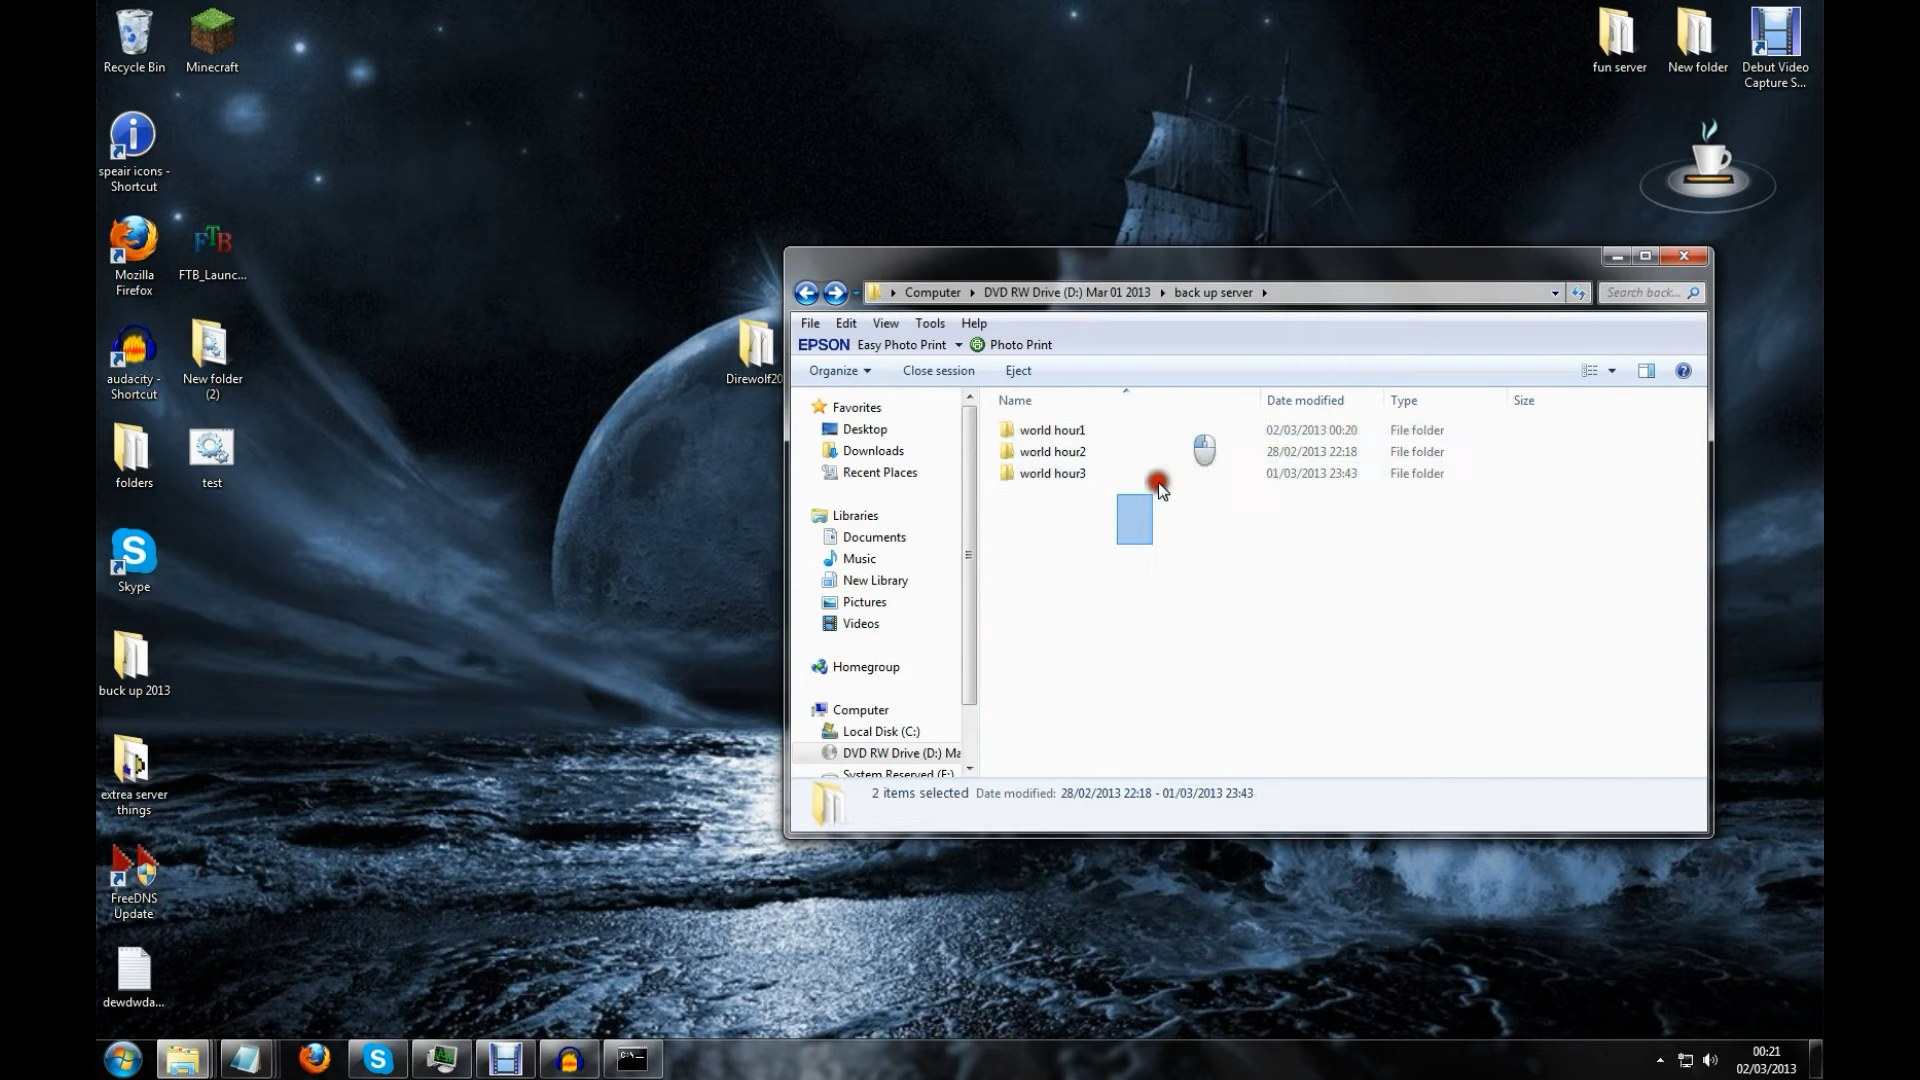 Recycle Bin
Minecraft
speair icons -
Shortcut
Mozilla
Firefox
FTB
FTB_Launc...
audacity -
Shortcut
New folder
(2)
folders
test
Skype
buck up 2013
extrea server
things
FreeDNS
Update
dewdwda...
Direwolf20
fun server
New folder
Debut Video
Capture S...
Computer
DVD RW Drive (D:) Mar 01 2013
back up server
Search back...
File
Edit
View
Tools
Help
EPSON Easy Photo Print
Photo Print
Organize
Close session
Eject
Name
Date modified
Type
Size
Favorites
Desktop
Downloads
Recent Places
Libraries
Documents
Music
New Library
Pictures
Videos
Homegroup
Computer
Local Disk (C:)
DVD RW Drive (D:) Ma
System Reserved (F:)
world hour1
02/03/2013 00:20
File folder
world hour2
28/02/2013 22:18
File folder
world hour3
01/03/2013 23:43
File folder
2 items selected Date modified: 28/02/2013 22:18 - 01/03/2013 23:43
00:21
02/03/2013